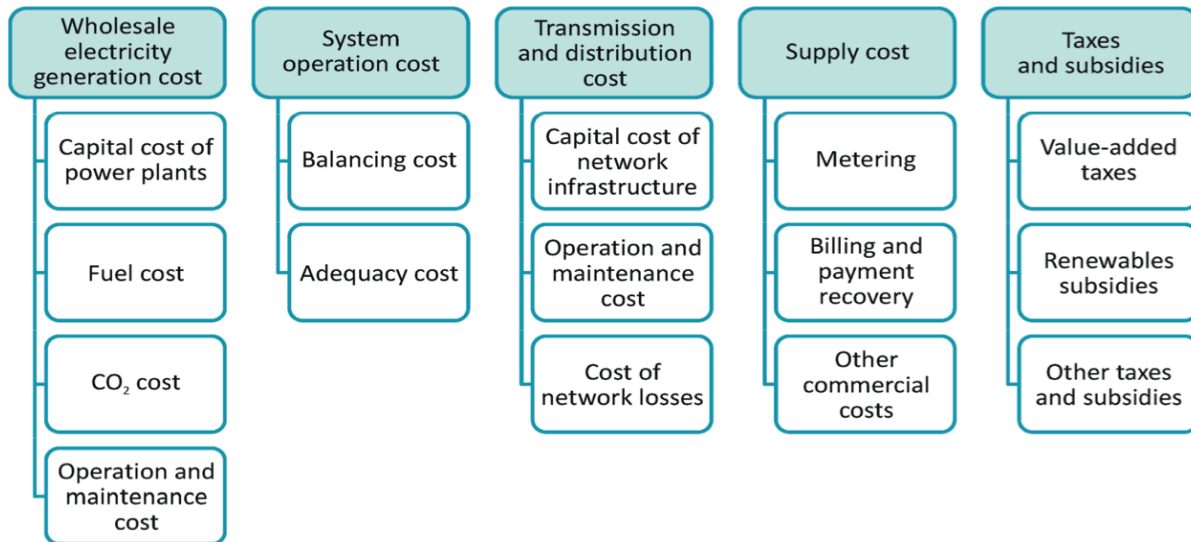 Wholesale
electricity
generation cost
Capital cost of
power plants
Fuel cost
CO₂ cost
Operation and
maintenance
cost
System
operation cost
Balancing cost
Adequacy cost
Transmission
and distribution
cost
Capital cost of
network
infrastructure
Operation and
maintenance
cost
Cost of
network losses
Supply cost
Metering
Billing and
payment
recovery
Other
commercial
costs
Taxes
and subsidies
Value-added
taxes
Renewables
subsidies
Other taxes
and subsidies